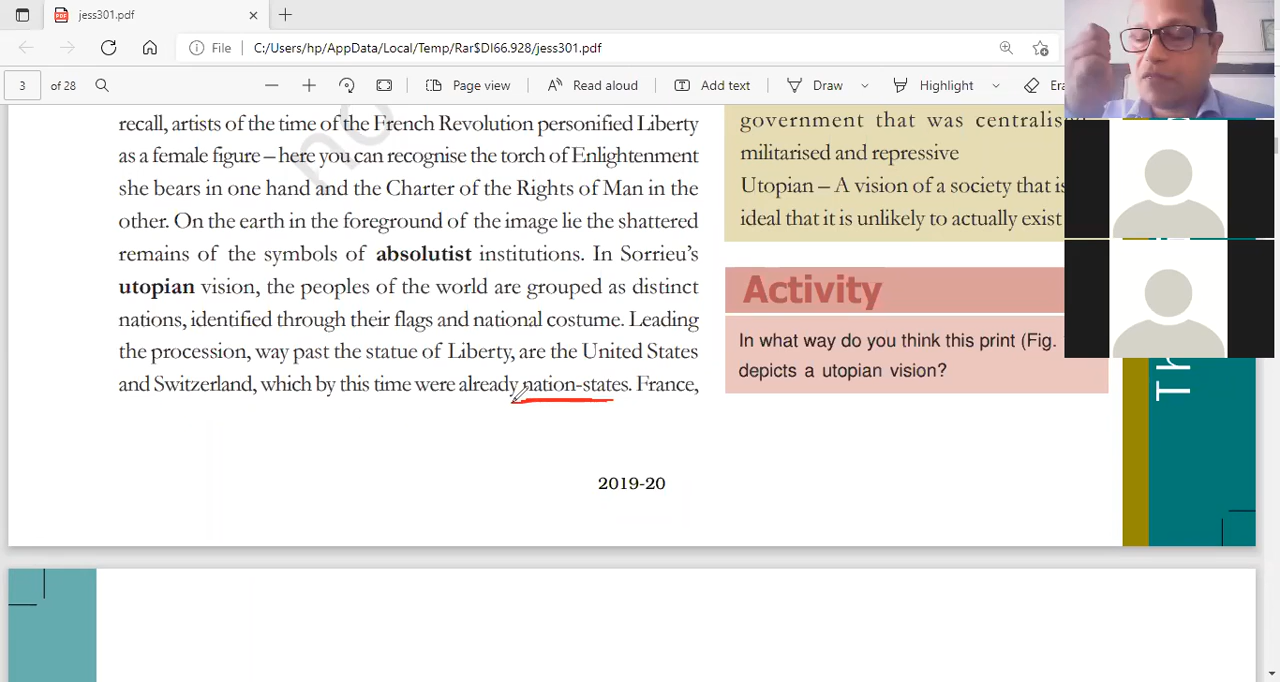 jess301.pdf
File C:/Users/hp/AppData/Local/Temp/Rar$DI66.928/jess301.pdf
3 of 28 Page view Read aloud Add text Draw Highlight Era
no
recall, artists of the time of the French Revolution personified Liberty
as a female figure – here you can recognise the torch of Enlightenment
she bears in one hand and the Charter of the Rights of Man in the
other. On the earth in the foreground of the image lie the shattered
remains of the symbols of absolutist institutions. In Sorrieu's
utopian vision, the peoples of the world are grouped as distinct
nations, identified through their flags and national costume. Leading
the procession, way past the statue of Liberty, are the United States
and Switzerland, which by this time were already nation-states. France,
government that was centralis
militarised and repressive
Utopian – A vision of a society that is
ideal that it is unlikely to actually exist
Activity
In what way do you think this print (Fig.
depicts a utopian vision?
Th
2019-20